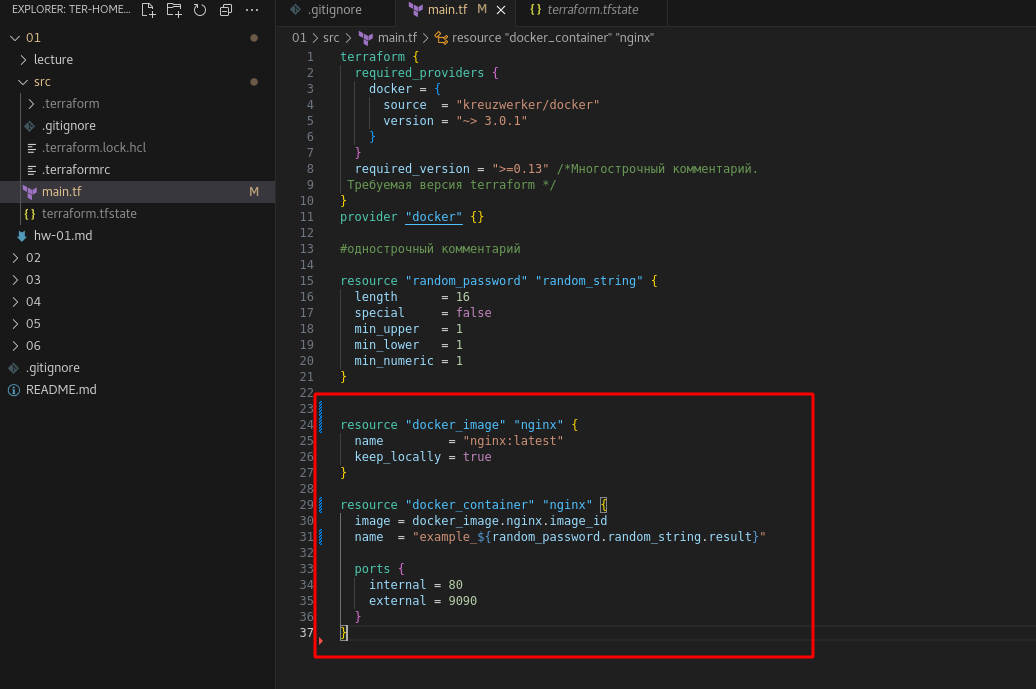 EXPLORER: TER-HOME...
01
lecture
src
.terraform
.gitignore
.terraform.lock.hcl
.terraformrc
main.tf M
terraform.tfstate
hw-01.md
02
03
04
05
06
.gitignore
README.md
.gitignore main.tf M terraform.tfstate
01 > src > main.tf > resource "docker_container" "nginx"
1 terraform {
2 required_providers {
3 docker = {
4 source = "kreuzwerker/docker"
5 version = "~> 3.0.1"
6 }
7 }
8 required_version = ">=0.13" /*Многострочный комментарий.
9 Требуемая версия terraform */
10 }
11 provider "docker" {}
12
13 #однострочный комментарий
14
15 resource "random_password" "random_string" {
16 length = 16
17 special = false
18 min_upper = 1
19 min_lower = 1
20 min_numeric = 1
21 }
22
23
24 resource "docker_image" "nginx" {
25 name = "nginx:latest"
26 keep_locally = true
27 }
28
29 resource "docker_container" "nginx" {
30 image = docker_image.nginx.image_id
31 name = "example_${random_password.random_string.result}"
32
33 ports {
34 internal = 80
35 external = 9090
36 }
37 }